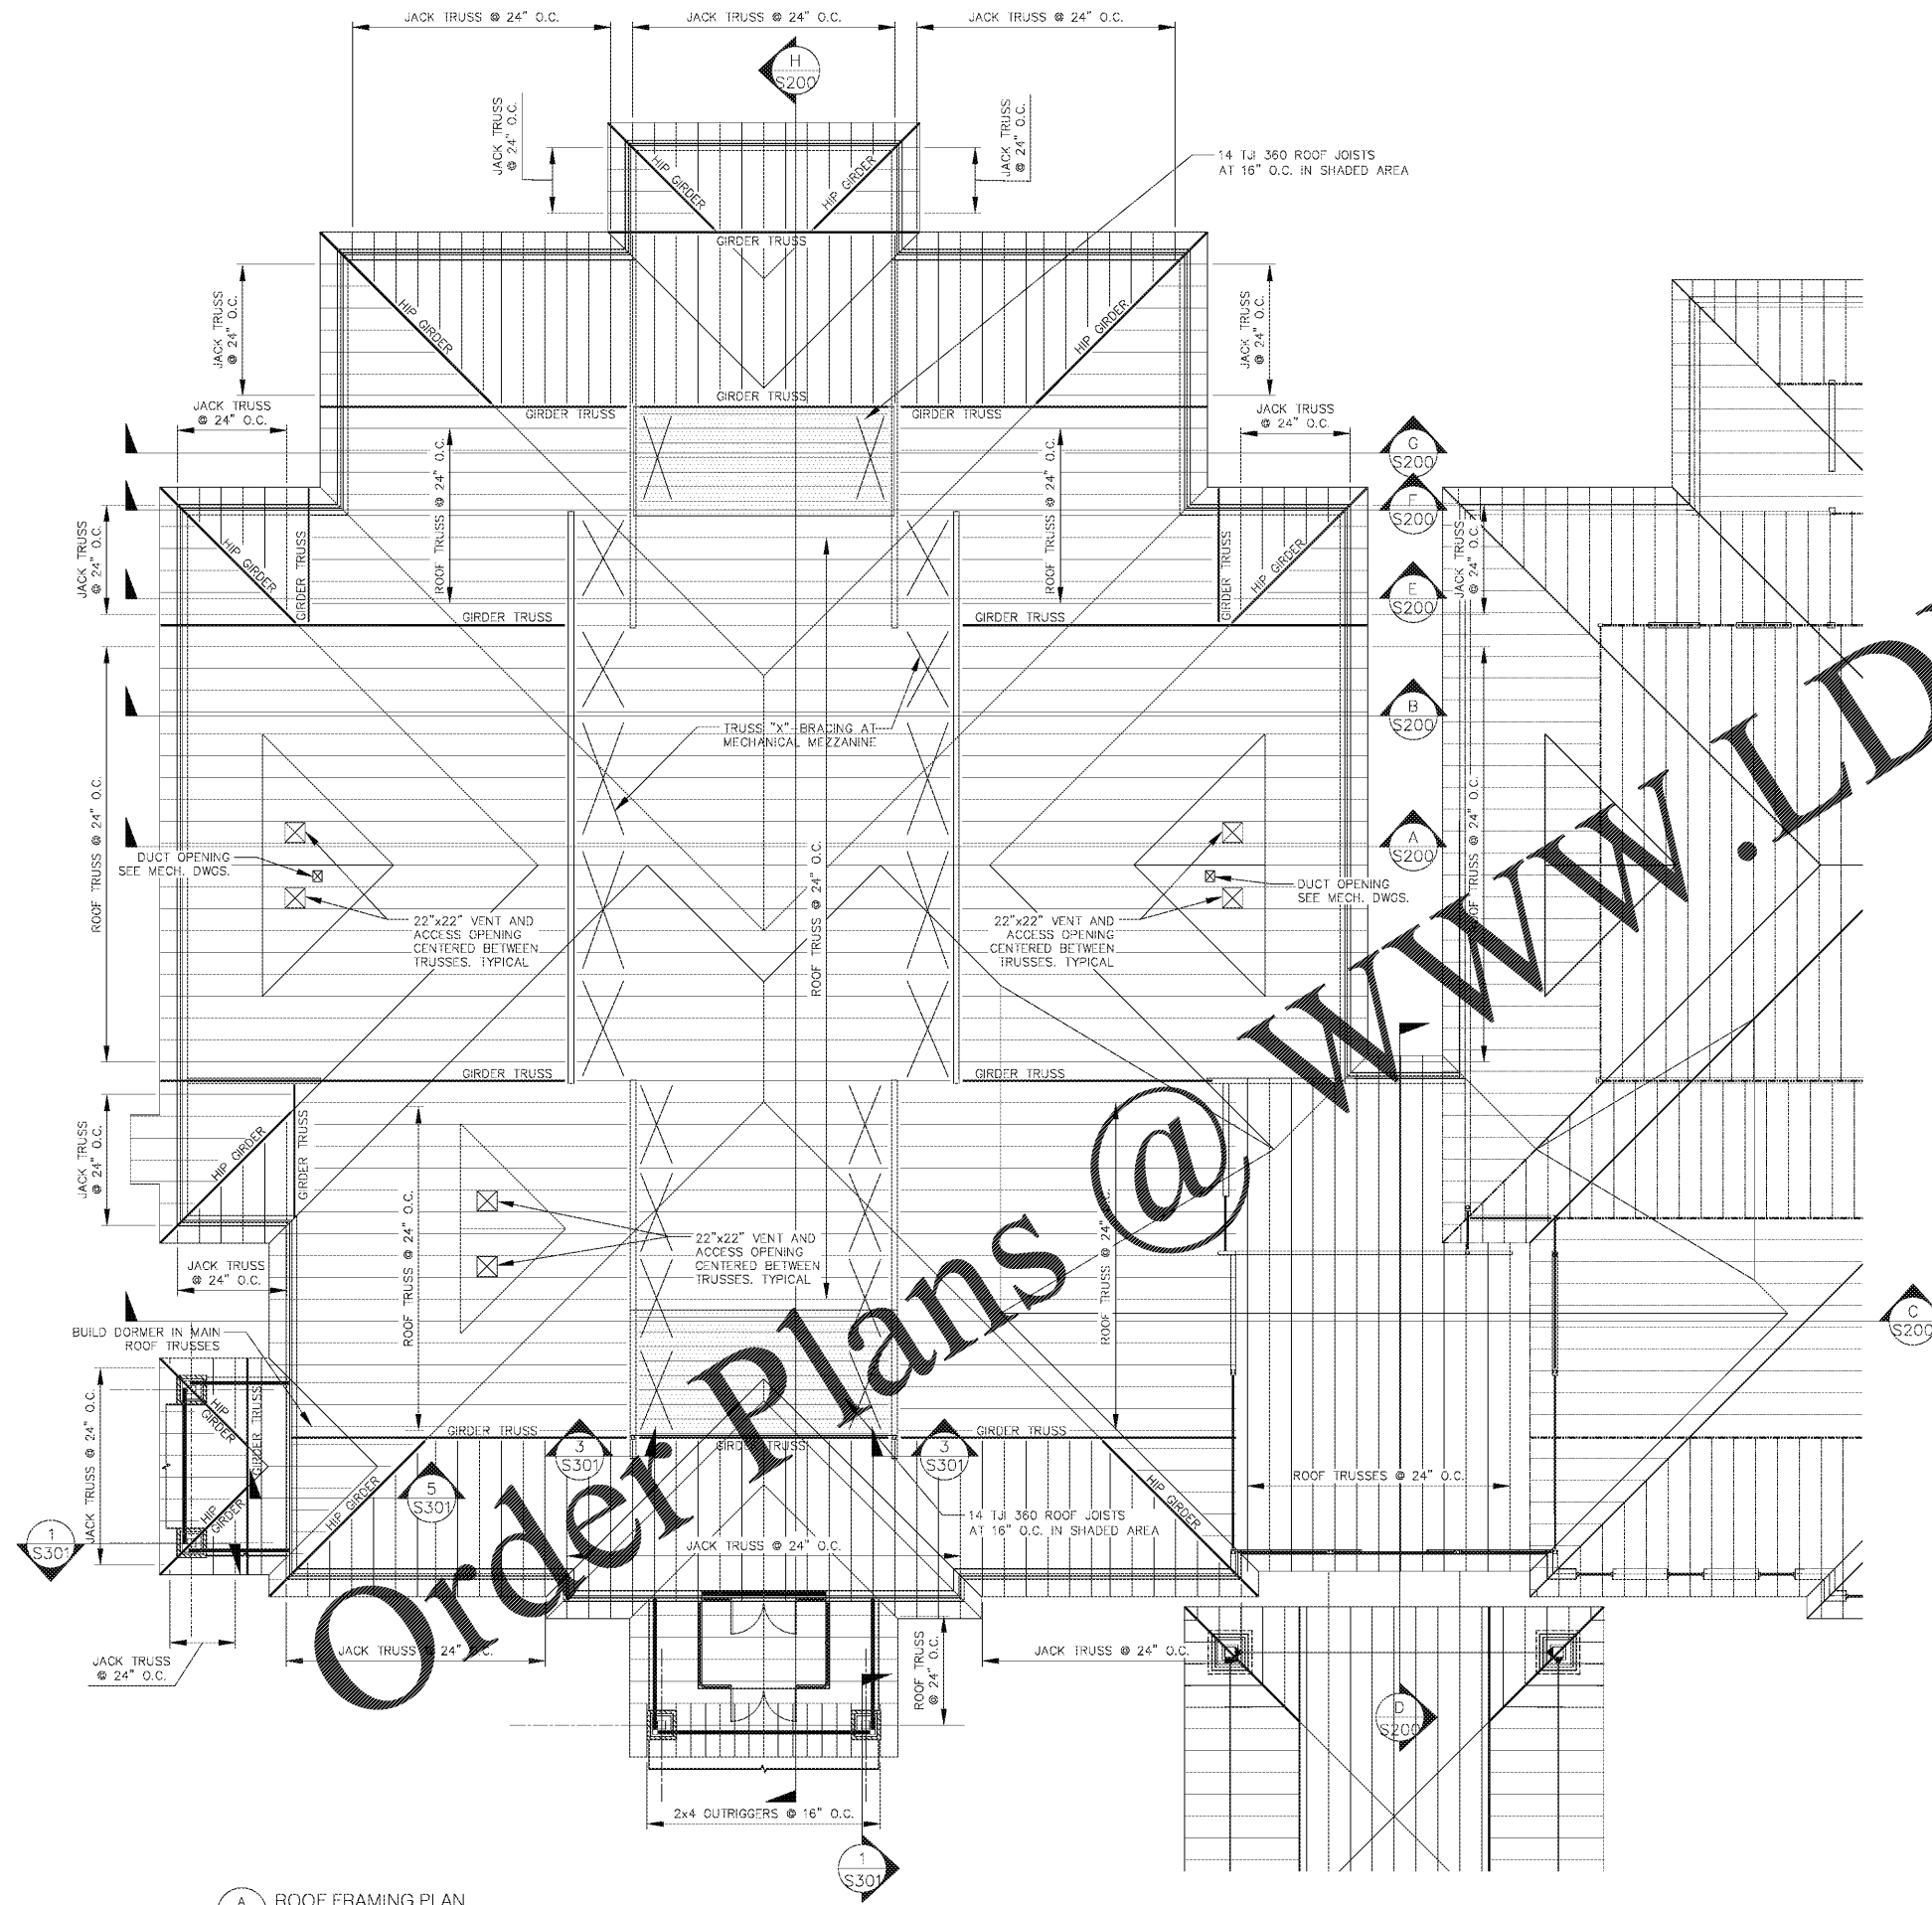 JACK TRUSS @ 24" O.C.
JACK TRUSS @ 24" O.C.
JACK TRUSS @ 24" O.C.
H
S200
JACK TRUSS
@ 24" O.C.
JACK TRUSS
@ 24" O.C.
HIP GIRDER
HIP GIRDER
14 TJI 360 ROOF JOISTS
AT 16" O.C. IN SHADED AREA
GIRDER TRUSS
JACK TRUSS
@ 24" O.C.
HIP GIRDER
HIP GIRDER
JACK TRUSS
@ 24" O.C.
GIRDER TRUSS
GIRDER TRUSS
GIRDER TRUSS
JACK TRUSS
@ 24" O.C.
JACK TRUSS
@ 24" O.C.
G
S200
F
S200
E
S200
JACK TRUSS
@ 24" O.C.
HIP GIRDER
GIRDER TRUSS
ROOF TRUSS @ 24" O.C.
ROOF TRUSS @ 24" O.C.
GIRDER TRUSS
HIP GIRDER
JACK TRUSS
@ 24" O.C.
GIRDER TRUSS
GIRDER TRUSS
B
S200
TRUSS "X"-BRACING AT
MECHANICAL MEZZANINE
A
S200
ROOF TRUSS @ 24" O.C.
ROOF TRUSS @ 24" O.C.
ROOF TRUSS @ 24" O.C.
DUCT OPENING
SEE MECH. DWGS.
DUCT OPENING
SEE MECH. DWGS.
22"x22" VENT AND
ACCESS OPENING
CENTERED BETWEEN
TRUSSES. TYPICAL
22"x22" VENT AND
ACCESS OPENING
CENTERED BETWEEN
TRUSSES. TYPICAL
GIRDER TRUSS
GIRDER TRUSS
JACK TRUSS
@ 24" O.C.
HIP GIRDER
GIRDER TRUSS
ROOF TRUSS @ 24" O.C.
ROOF TRUSS @ 24" O.C.
22"x22" VENT AND
ACCESS OPENING
CENTERED BETWEEN
TRUSSES. TYPICAL
JACK TRUSS
@ 24" O.C.
C
S200
BUILD DORMER IN MAIN
ROOF TRUSSES
JACK TRUSS @ 24" O.C.
HIP
GIRDER
GIRDER TRUSS
HIP
GIRDER
GIRDER TRUSS
GIRDER TRUSS
GIRDER TRUSS
3
S301
3
S301
5
S301
HIP GIRDER
HIP GIRDER
ROOF TRUSSES @ 24" O.C.
14 TJI 360 ROOF JOISTS
AT 16" O.C. IN SHADED AREA
JACK TRUSS @ 24" O.C.
1
S301
JACK TRUSS
@ 24" O.C.
JACK TRUSS @ 24" O.C.
JACK TRUSS @ 24" O.C.
ROOF TRUSS
@ 24" O.C.
D
S200
2x4 OUTRIGGERS @ 16" O.C.
1
S301
A
ROOF FRAMING PLAN
Order Plans @ www.LD